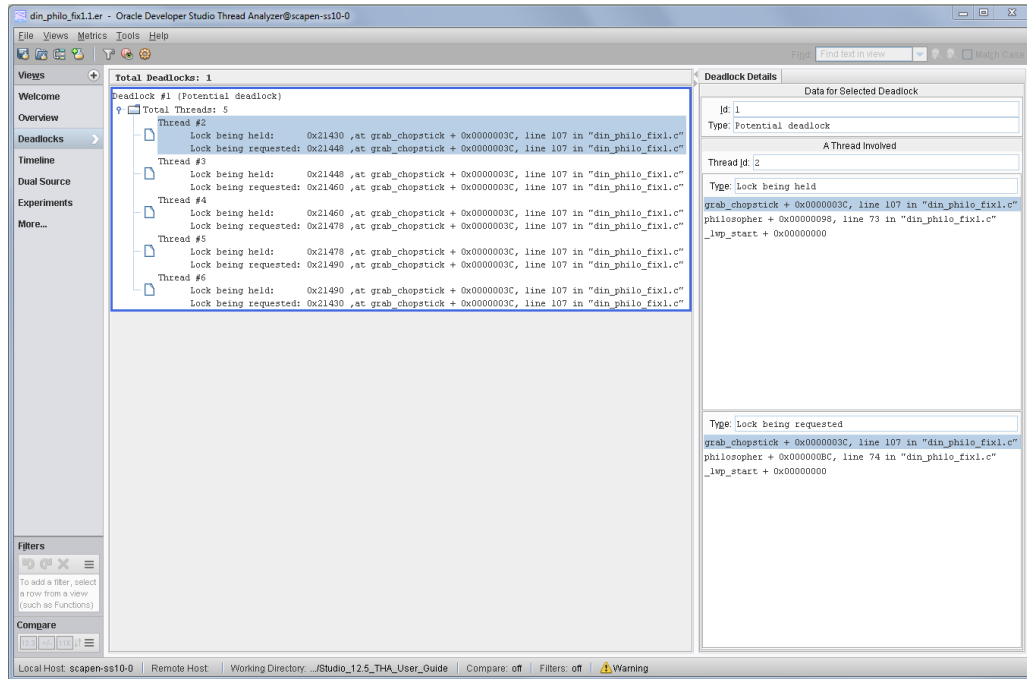 din_philo_fix1.1.er - Oracle Developer Studio Thread Analyzer@scapen-ss10-0
File Views Metrics Tools Help
Find: Find text in view Match Case
Views
Welcome
Overview
Deadlocks
Timeline
Dual Source
Experiments
More...
Filters
To add a filter, select
a row from a view
(such as Functions)
Compare
Total Deadlocks: 1
Deadlock #1 (Potential deadlock)
Total Threads: 5
Thread #2
Lock being held: 0x21430 ,at grab_chopstick + 0x0000003C, line 107 in "din_philo_fix1.c"
Lock being requested: 0x21448 ,at grab_chopstick + 0x0000003C, line 107 in "din_philo_fix1.c"
Thread #3
Lock being held: 0x21448 ,at grab_chopstick + 0x0000003C, line 107 in "din_philo_fix1.c"
Lock being requested: 0x21460 ,at grab_chopstick + 0x0000003C, line 107 in "din_philo_fix1.c"
Thread #4
Lock being held: 0x21460 ,at grab_chopstick + 0x0000003C, line 107 in "din_philo_fix1.c"
Lock being requested: 0x21478 ,at grab_chopstick + 0x0000003C, line 107 in "din_philo_fix1.c"
Thread #5
Lock being held: 0x21478 ,at grab_chopstick + 0x0000003C, line 107 in "din_philo_fix1.c"
Lock being requested: 0x21490 ,at grab_chopstick + 0x0000003C, line 107 in "din_philo_fix1.c"
Thread #6
Lock being held: 0x21490 ,at grab_chopstick + 0x0000003C, line 107 in "din_philo_fix1.c"
Lock being requested: 0x21430 ,at grab_chopstick + 0x0000003C, line 107 in "din_philo_fix1.c"
Deadlock Details
Data for Selected Deadlock
Id: 1
Type: Potential deadlock
A Thread Involved
Thread Id: 2
Type: Lock being held
grab_chopstick + 0x0000003C, line 107 in "din_philo_fix1.c"
philosopher + 0x00000098, line 73 in "din_philo_fix1.c"
_lwp_start + 0x00000000
Type: Lock being requested
grab_chopstick + 0x0000003C, line 107 in "din_philo_fix1.c"
philosopher + 0x000000BC, line 74 in "din_philo_fix1.c"
_lwp_start + 0x00000000
Local Host: scapen-ss10-0 Remote Host: Working Directory: .../Studio_12.5_THA_User_Guide Compare: off Filters: off Warning